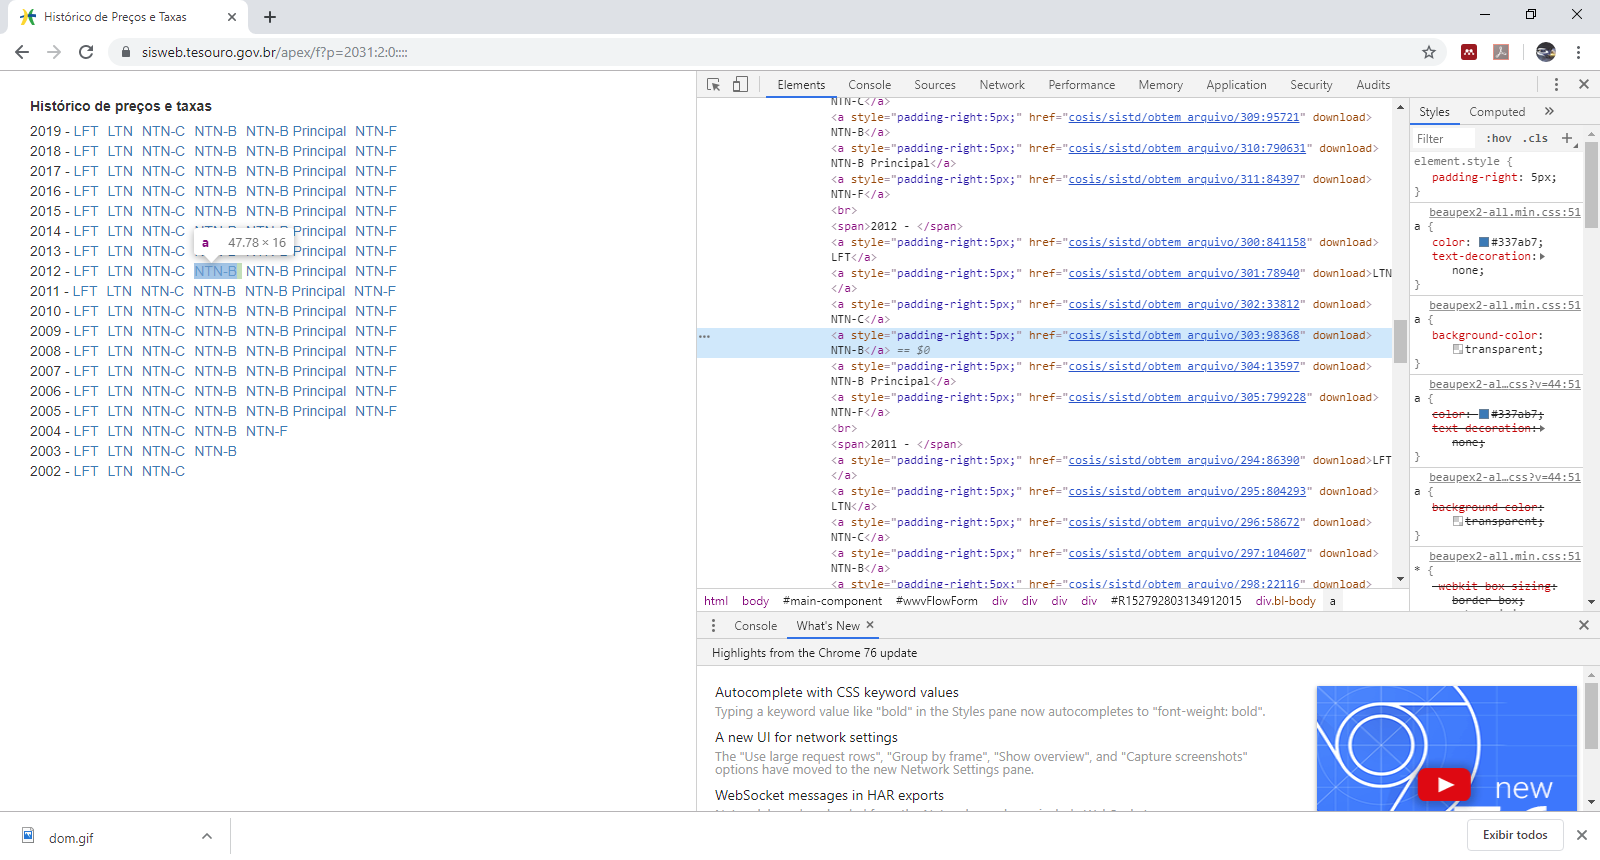 Histórico de Preços e Taxas
sisweb.tesouro.gov.br/apex/f?p=2031:2:0::::
Histórico de preços e taxas
2019 - LFT LTN NTN-C NTN-B NTN-B Principal NTN-F
2018 - LFT LTN NTN-C NTN-B NTN-B Principal NTN-F
2017 - LFT LTN NTN-C NTN-B NTN-B Principal NTN-F
2016 - LFT LTN NTN-C NTN-B NTN-B Principal NTN-F
2015 - LFT LTN NTN-C NTN-B NTN-B Principal NTN-F
2014 - LFT LTN NTN-C NTN-B NTN-B Principal NTN-F
a 47.78 × 16
2013 - LFT LTN NTN-C NTN-B Principal NTN-F
2012 - LFT LTN NTN-C NTN-B NTN-B Principal NTN-F
2011 - LFT LTN NTN-C NTN-B NTN-B Principal NTN-F
2010 - LFT LTN NTN-C NTN-B NTN-B Principal NTN-F
2009 - LFT LTN NTN-C NTN-B NTN-B Principal NTN-F
2008 - LFT LTN NTN-C NTN-B NTN-B Principal NTN-F
2007 - LFT LTN NTN-C NTN-B NTN-B Principal NTN-F
2006 - LFT LTN NTN-C NTN-B NTN-B Principal NTN-F
2005 - LFT LTN NTN-C NTN-B NTN-B Principal NTN-F
2004 - LFT LTN NTN-C NTN-B NTN-F
2003 - LFT LTN NTN-C NTN-B
2002 - LFT LTN NTN-C
Elements Console Sources Network Performance Memory Application Security Audits
NTN-C</a>
<a style="padding-right:5px;" href="cosis/sistd/obtem_arquivo/309:95721" download>
NTN-B</a>
<a style="padding-right:5px;" href="cosis/sistd/obtem_arquivo/310:790631" download>
NTN-B Principal</a>
<a style="padding-right:5px;" href="cosis/sistd/obtem_arquivo/311:84397" download>
NTN-F</a>
<br>
<span>2012 - </span>
<a style="padding-right:5px;" href="cosis/sistd/obtem_arquivo/300:841158" download>
LFT</a>
<a style="padding-right:5px;" href="cosis/sistd/obtem_arquivo/301:78940" download>LTN
</a>
<a style="padding-right:5px;" href="cosis/sistd/obtem_arquivo/302:33812" download>
NTN-C</a>
<a style="padding-right:5px;" href="cosis/sistd/obtem_arquivo/303:98368" download>
NTN-B</a> == $0
<a style="padding-right:5px;" href="cosis/sistd/obtem_arquivo/304:13597" download>
NTN-B Principal</a>
<a style="padding-right:5px;" href="cosis/sistd/obtem_arquivo/305:799228" download>
NTN-F</a>
<br>
<span>2011 - </span>
<a style="padding-right:5px;" href="cosis/sistd/obtem_arquivo/294:86390" download>LFT
</a>
<a style="padding-right:5px;" href="cosis/sistd/obtem_arquivo/295:804293" download>
LTN</a>
<a style="padding-right:5px;" href="cosis/sistd/obtem_arquivo/296:58672" download>
NTN-C</a>
<a style="padding-right:5px;" href="cosis/sistd/obtem_arquivo/297:104607" download>
NTN-B</a>
<a style="padding-right:5px;" href="cosis/sistd/obtem_arquivo/298:22116" download>
html body #main-component #wwvFlowForm div div div div #R152792803134912015 div.bl-body a
Styles Computed »
Filter :hov .cls +
element.style {
padding-right: 5px;
}
beaupex2-all.min.css:51
a {
color: #337ab7;
text-decoration:
none;
}
beaupex2-all.min.css:51
a {
background-color:
transparent;
}
beaupex2-al…css?v=44:51
a {
color: #337ab7;
text-decoration:
none;
}
beaupex2-al…css?v=44:51
a {
background-color:
transparent;
}
beaupex2-all.min.css:51
* {
-webkit-box-sizing:
border-box;
Console What's New
Highlights from the Chrome 76 update
Autocomplete with CSS keyword values
Typing a keyword value like "bold" in the Styles pane now autocompletes to "font-weight: bold".
A new UI for network settings
The "Use large request rows", "Group by frame", "Show overview", and "Capture screenshots"
options have moved to the new Network Settings pane.
WebSocket messages in HAR exports
new
dom.gif
Exibir todos